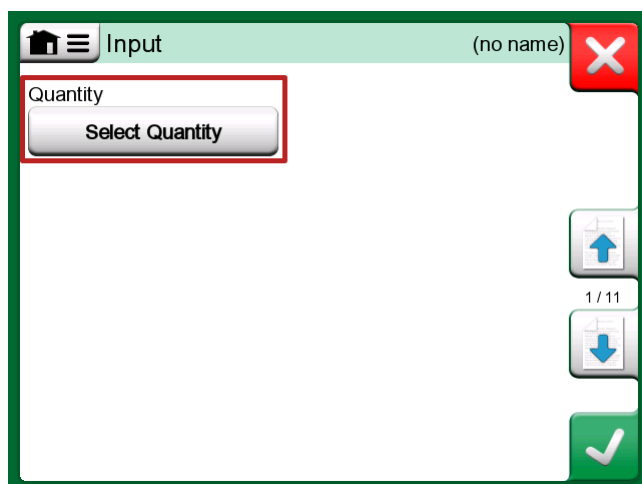 Input
(no name)
Quantity
Select Quantity
1 / 11